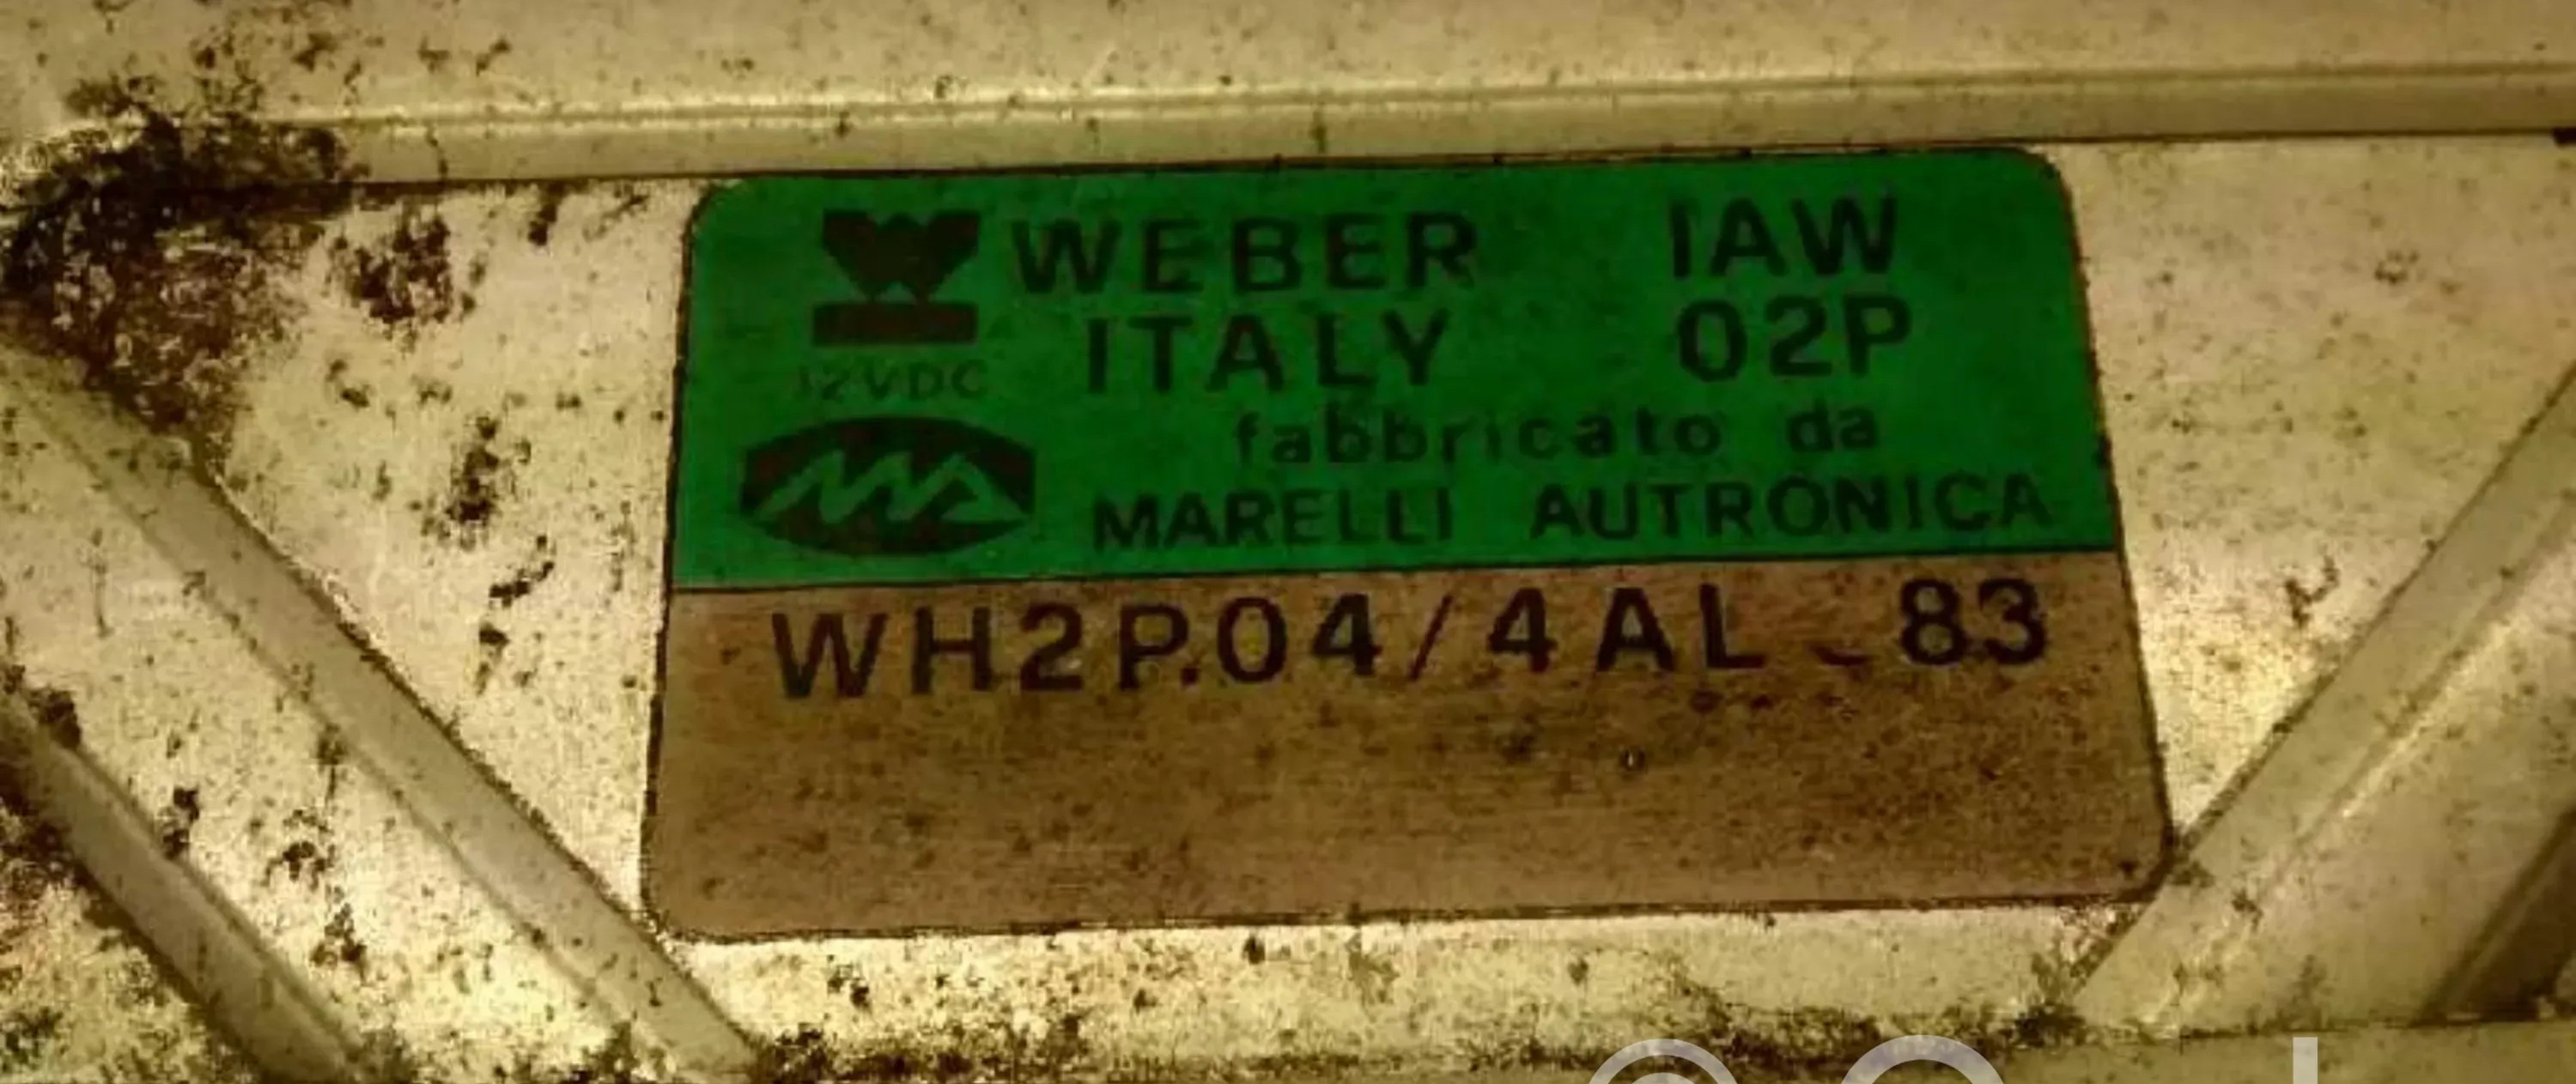 WEBER IAW
ITALY 02P
12VDC
fabbricato da
MARELLI AUTRONICA
WH2P.04/4AL - 83